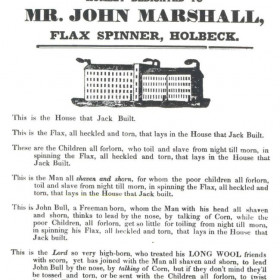 MR. JOHN MARSHALL,
FLAX SPINNER, HOLBECK.
This is the House that Jack Built.
This is the Flax, all heckled and torn, that lays in the House that Jack Built.
These are the Children all forlorn, who toil and slave from night till morn, in
spinning the Flax, all heckled and torn, that lays in the House that Jack
Built.
This is the Man all sheven and shorn, for whom the poor children all forlorn,
toil and slave from night till morn, in spinning the Flax, all heckled and torn,
that lays in the House that Jack Built.
This is John Bull, a Freeman born, whom the Man with his head all shaven
and shorn, thinks to lead by the nose, by talking of Corn, while the
poor Children, all forlorn, get so little for toiling from night till morn,
in spinning his Flax, all heckled and torn, that lays in the House that
Jack Built.
This is the Lord so very high-born, who treated his LONG WOOL friends
with scorn, yet has joined with the Man all shaven and shorn, to lead
John Bull by the nose, by talking of Corn, but if they don't mind they'll
be tossed and torn, or be sent with the Children all forlorn, to twist